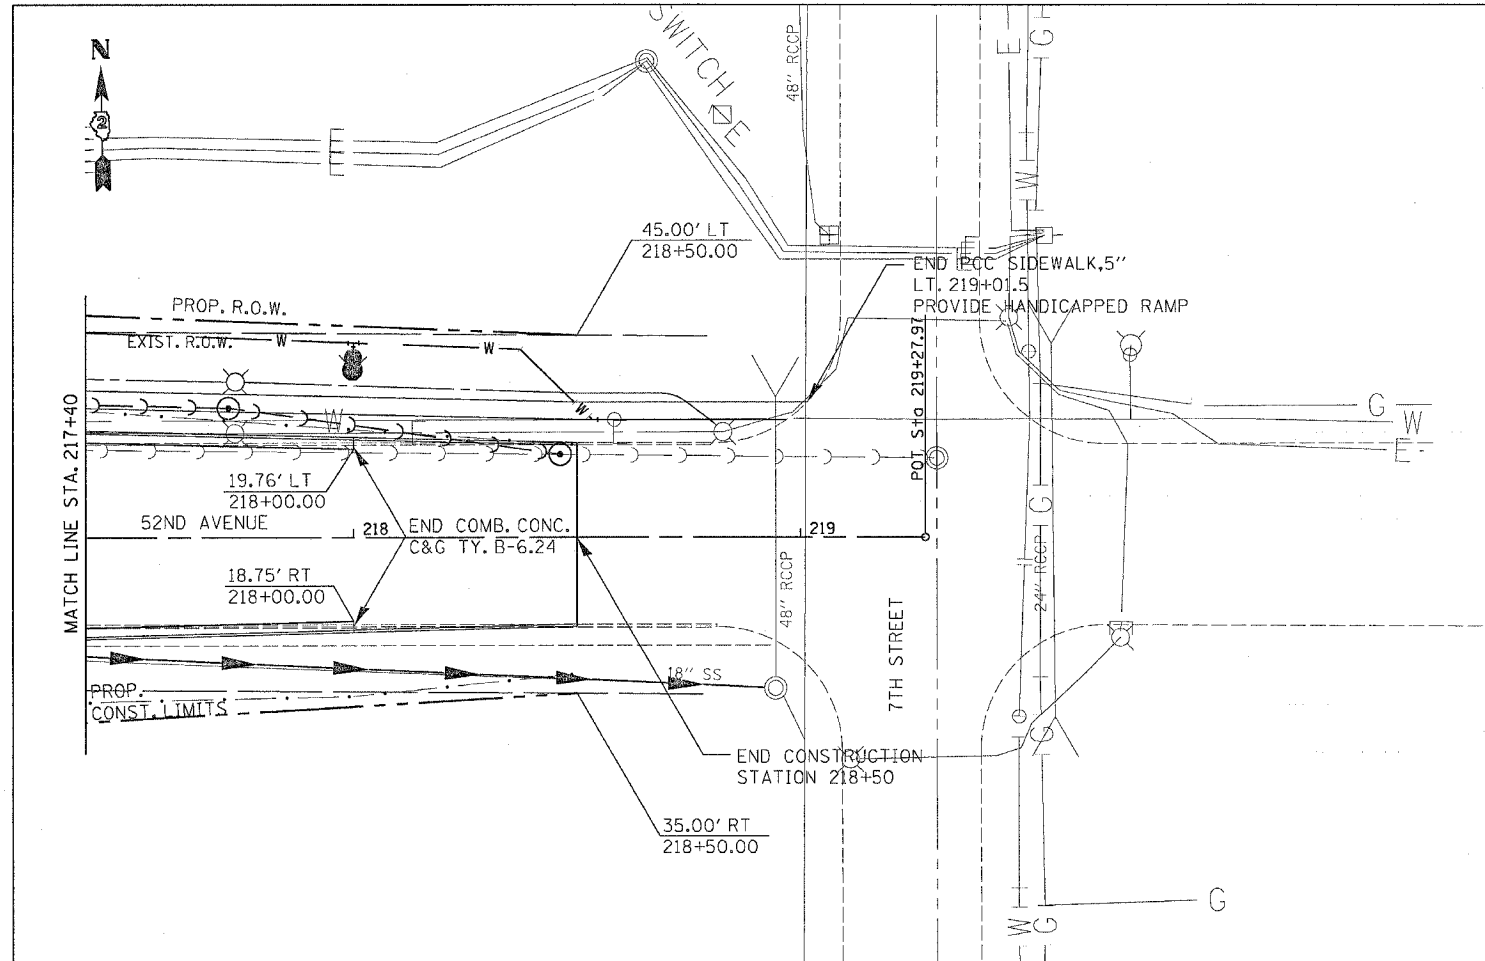 SWITCH
E
48" RCCP
E
G
N
2
E
W
45.00' LT
218+50.00
E
END PCC SIDEWALK,5"
LT. 219+01.5
PROVIDE HANDICAPPED RAMP
PROP. R.O.W.
EXIST. R.O.W.
W
W
W
W
G
W
E
MATCH LINE STA. 217+40
POT Sta 219+27.97
19.76' LT
218+00.00
52ND AVENUE
218
END COMB. CONC.
C&G TY. B-6.24
219
G
24" RCCP
18.75' RT
218+00.00
48" RCCP
7TH STREET
18" SS
PROP.
CONST. LIMITS
G
END CONSTRUCTION
STATION 218+50
35.00' RT
218+50.00
G
W
G